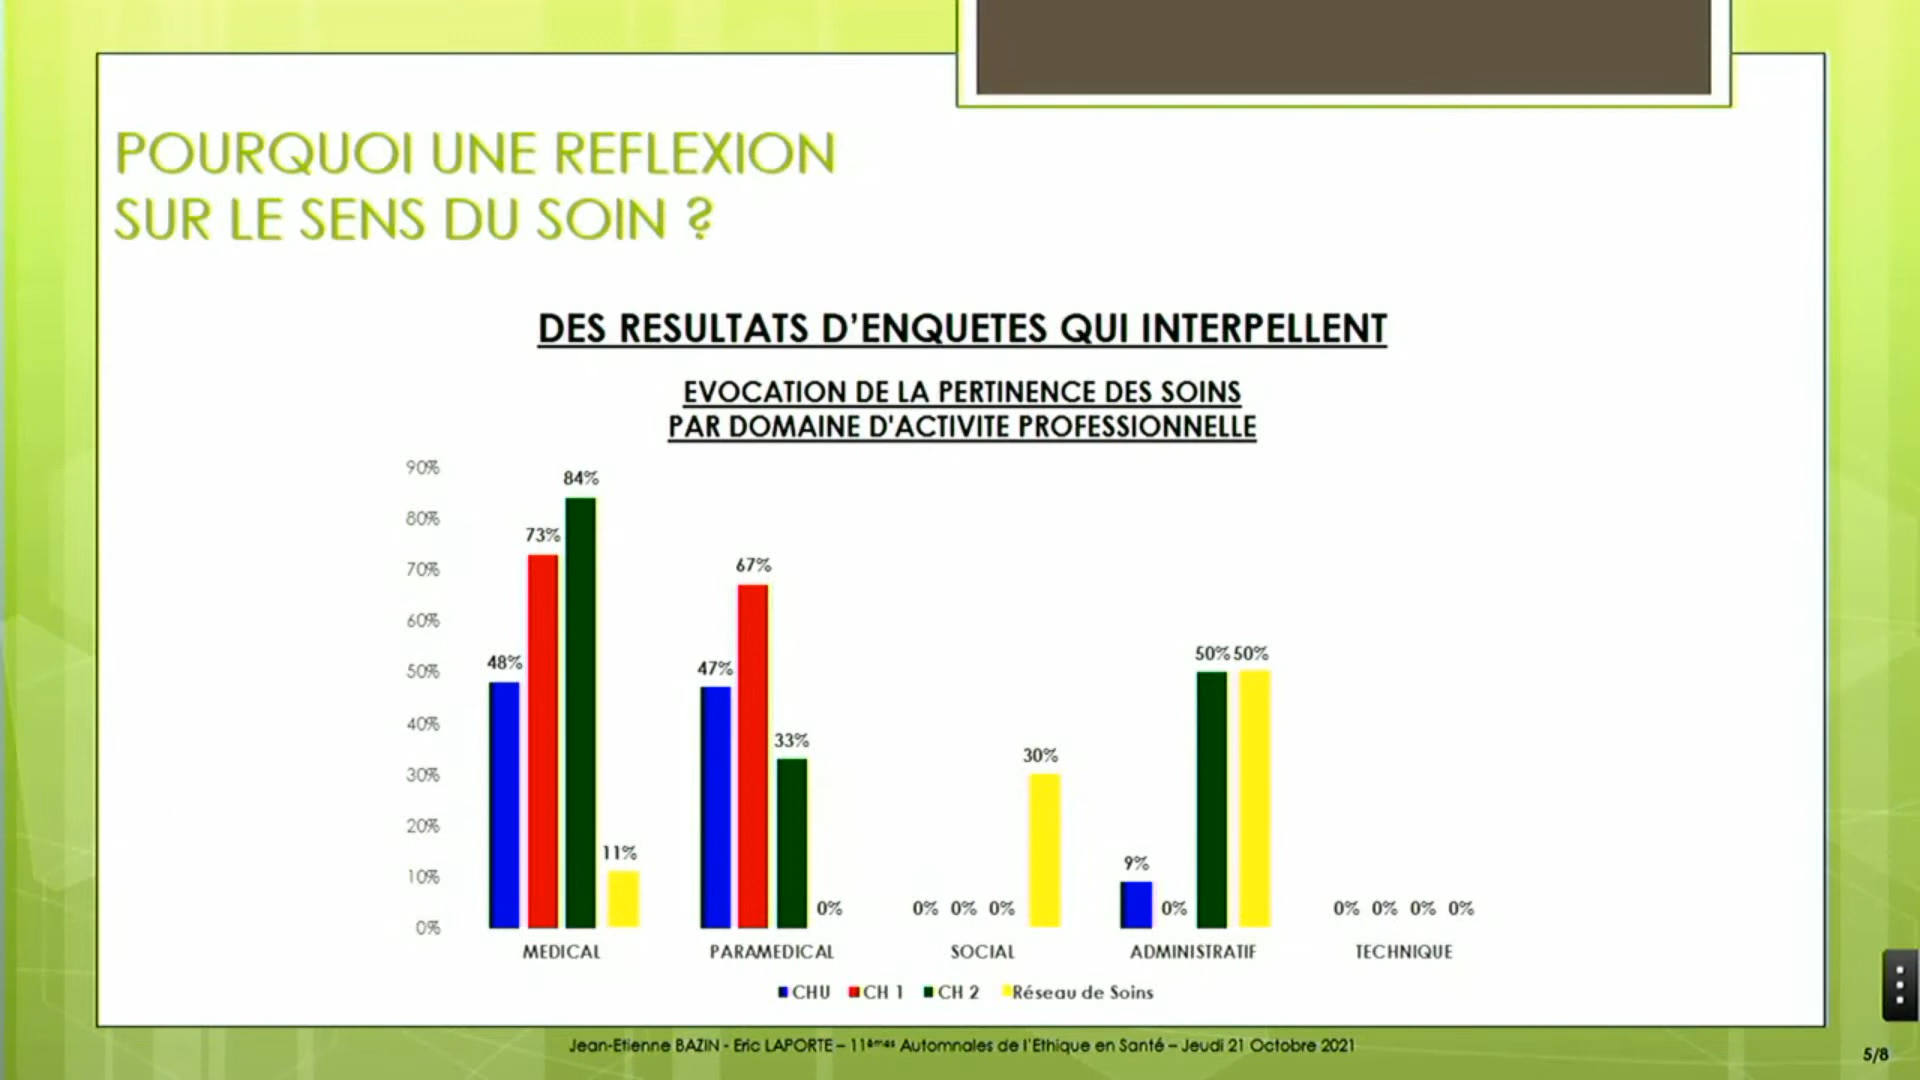 POURQUOI UNE REFLEXION
SUR LE SENS DU SOIN ?
DES RESULTATS D'ENQUETES QUI INTERPELLENT
EVOCATION DE LA PERTINENCE DES SOINS
PAR DOMAINE D'ACTIVITE PROFESSIONNELLE
90%
80%
70%
60%
50%
40%
30%
20%
10%
0%
48% 73% 84% 11%
47% 67% 33% 0%
0% 0% 0% 30%
9% 0% 50% 50%
0% 0% 0% 0%
MEDICAL PARAMEDICAL SOCIAL ADMINISTRATIF TECHNIQUE
CHU CH 1 CH 2 Réseau de Soins
Jean-Etienne BAZIN - Eric LAPORTE – 11èmes Automnales de l'Ethique en Santé – Jeudi 21 Octobre 2021
5/8